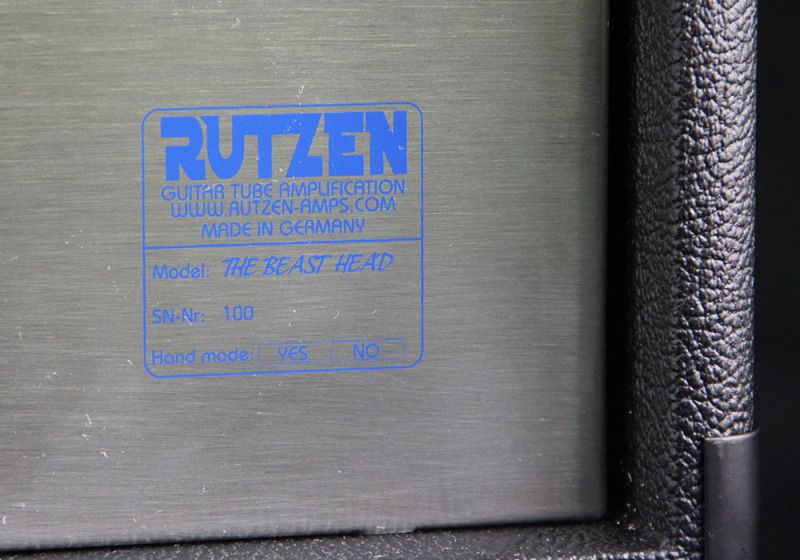 RUTZEN
GUITAR TUBE AMPLIFICATION
WWW.RUTZEN-AMPS.COM
MADE IN GERMANY
Model: THE BEAST HEAD
SN-Nr: 100
Hand made: YES NO